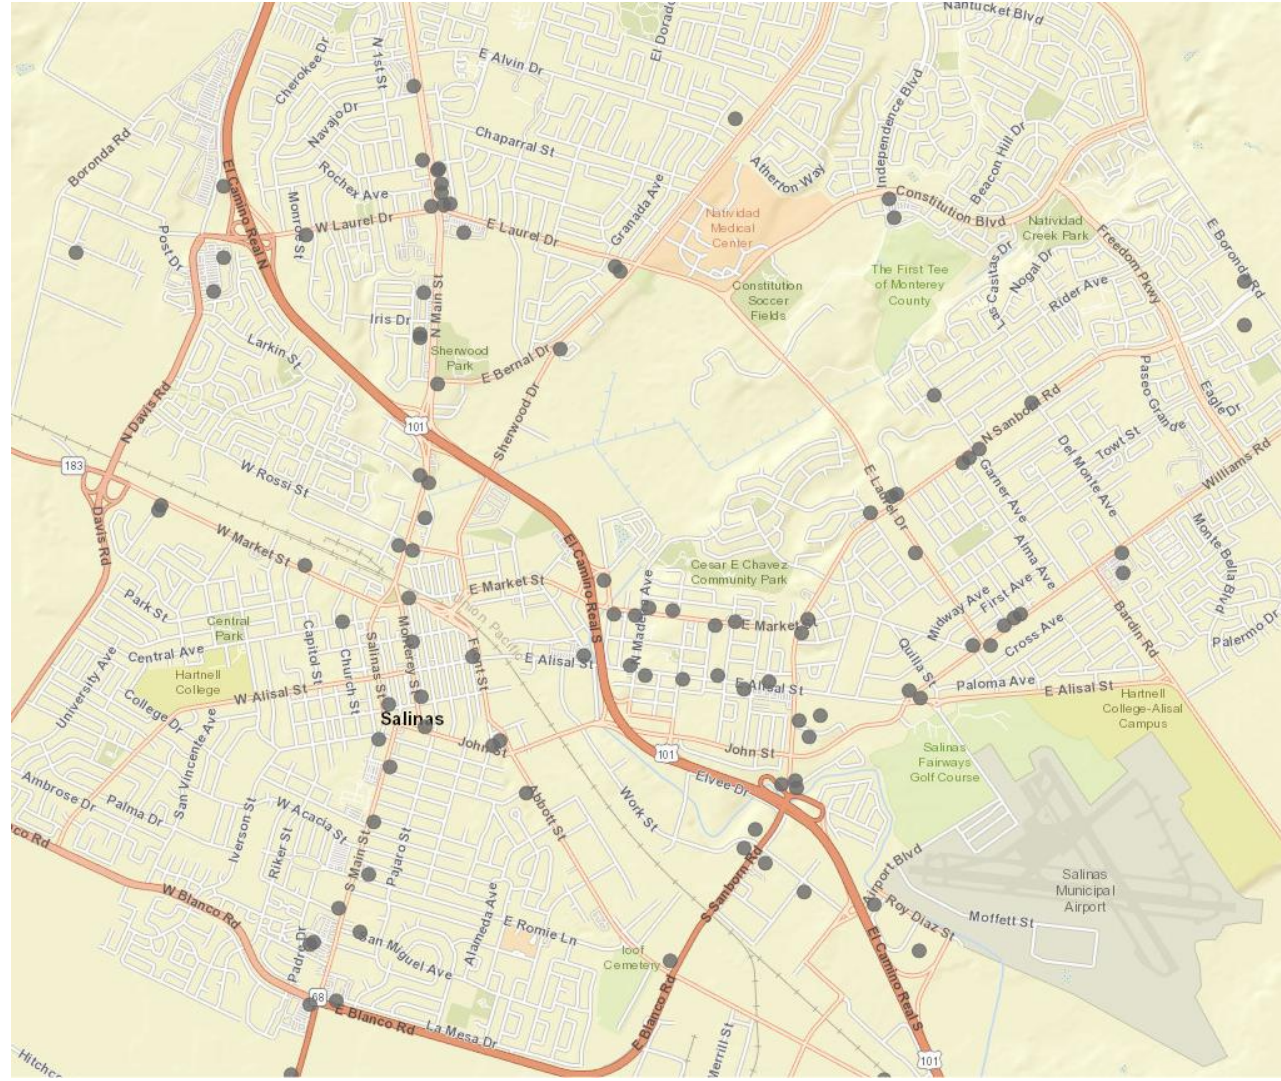 Nantucket Blvd
El Dorado
N 1st St
Cherokee Dr
E Alvin Dr
Independence Blvd
Navajo Dr
Beacon Hill Dr
Boronda Rd
Chaparral St
Atherton Way
Rochex Ave
El Camino Real N
Granada Ave
Constitution Blvd
Monroe St
W Laurel Dr
E Laurel Dr
Natividad
Medical
Center
Natividad
Creek Park
E Boronda Rd
Freedom Pkwy
Post Dr
Las Casitas Dr
Nogal Dr
The First Tee
of Monterey
County
Constitution
Soccer
Fields
Rider Ave
N Main St
Iris Dr
Larkin St
Sherwood
Park
E Bernal Dr
Paseo Grande
Eagle Dr
N Davis Rd
101
Sherwood Dr
N Sanborn Rd
Towt St
Del Monte Ave
Williams Rd
183
W Rossi St
E Laurel Dr
Garner Ave
Davis Rd
W Market St
El Camino Real S
Alma Ave
Monte Bella Blvd
Cesar E Chavez
Community Park
E Market St
N Madeira Ave
Midway Ave
First Ave
Park St
Central
Park
Union Pacific
E Market St
Cross Ave
Bardin Rd
Palermo Dr
Central Ave
Capitol St
Church St
Salinas St
Monterey St
Front St
E Alisal St
Quilla St
Hartnell
College
University Ave
W Alisal St
E Alisal St
Paloma Ave
E Alisal St
College Dr
Salinas
Hartnell
College-Alisal
Campus
San Vincente Ave
John St
101
John St
Salinas
Fairways
Golf Course
Ambrose Dr
Palma Dr
Elvee Dr
Iverson St
W Acacia St
Abbott St
Work St
Riker St
S Main St
Pajaro St
S Sanborn Rd
Airport Blvd
Salinas
Municipal
Airport
co Rd
W Blanco Rd
Alameda Ave
Roy Diaz St
Moffett St
E Romie Ln
Padre Dr
San Miguel Ave
Ioof
Cemetery
El Camino Real S
68
E Blanco Rd
La Mesa Dr
E Blanco Rd
Merrill St
Hitchco
101